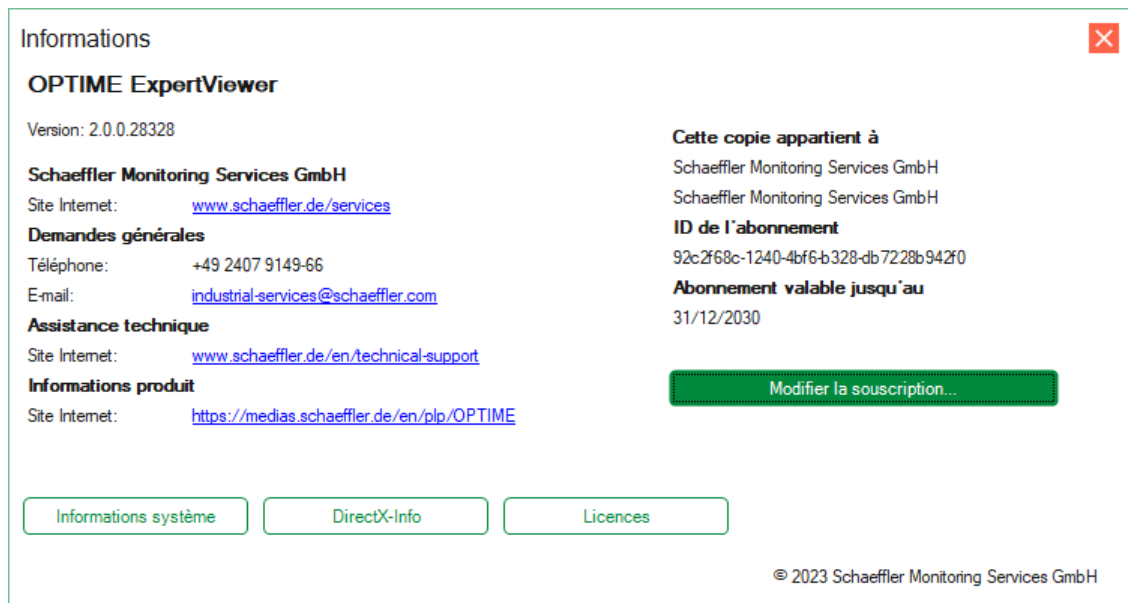 Informations
OPTIME ExpertViewer
Version: 2.0.0.28328
Schaeffler Monitoring Services GmbH
Site Internet: www.schaeffler.de/services
Demandes générales
Téléphone: +49 2407 9149-66
E-mail: industrial-services@schaeffler.com
Assistance technique
Site Internet: www.schaeffler.de/en/technical-support
Informations produit
Site Internet: https://medias.schaeffler.de/en/plp/OPTIME
Cette copie appartient à
Schaeffler Monitoring Services GmbH
Schaeffler Monitoring Services GmbH
ID de l'abonnement
92c2f68c-1240-4bf6-b328-db7228b942f0
Abonnement valable jusqu'au
31/12/2030
Modifier la souscription...
Informations système
DirectX-Info
Licences
© 2023 Schaeffler Monitoring Services GmbH